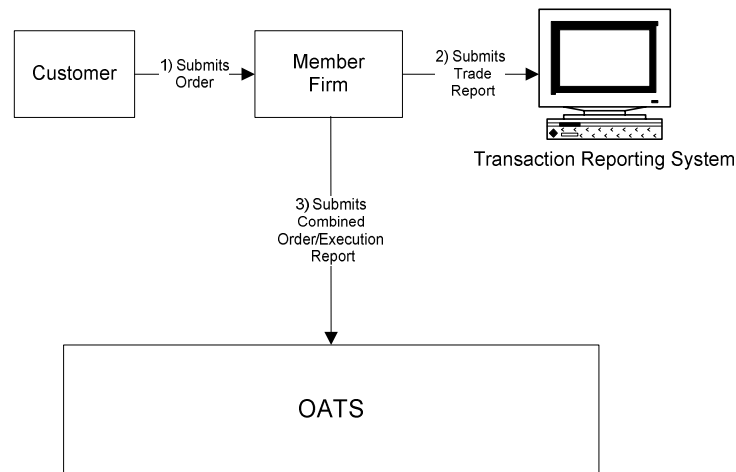 Customer
1) Submits
Order
Member
Firm
2) Submits
Trade
Report
Transaction Reporting System
3) Submits
Combined
Order/Execution
Report
OATS